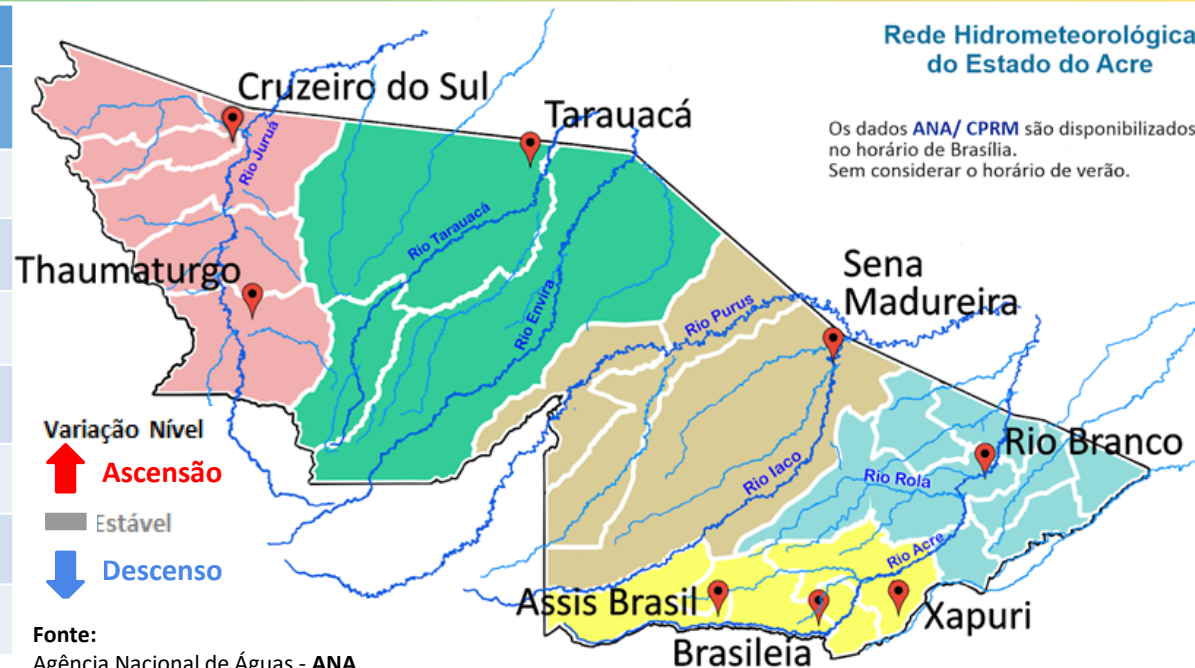 Rede Hidrometeorológica
do Estado do Acre
Os dados ANA/ CPRM são disponibilizados
no horário de Brasília.
Sem considerar o horário de verão.
Cruzeiro do Sul
Tarauacá
Rio Juruá
Rio Tarauacá
Thaumaturgo
Rio Envira
Sena
Madureira
Rio Purus
Variação Nível
Ascensão
Estável
Descenso
Rio Branco
Rio Iaco
Rio Rola
Rio Acre
Assis Brasil
Xapuri
Brasileia
Fonte:
Agência Nacional de Águas - ANA